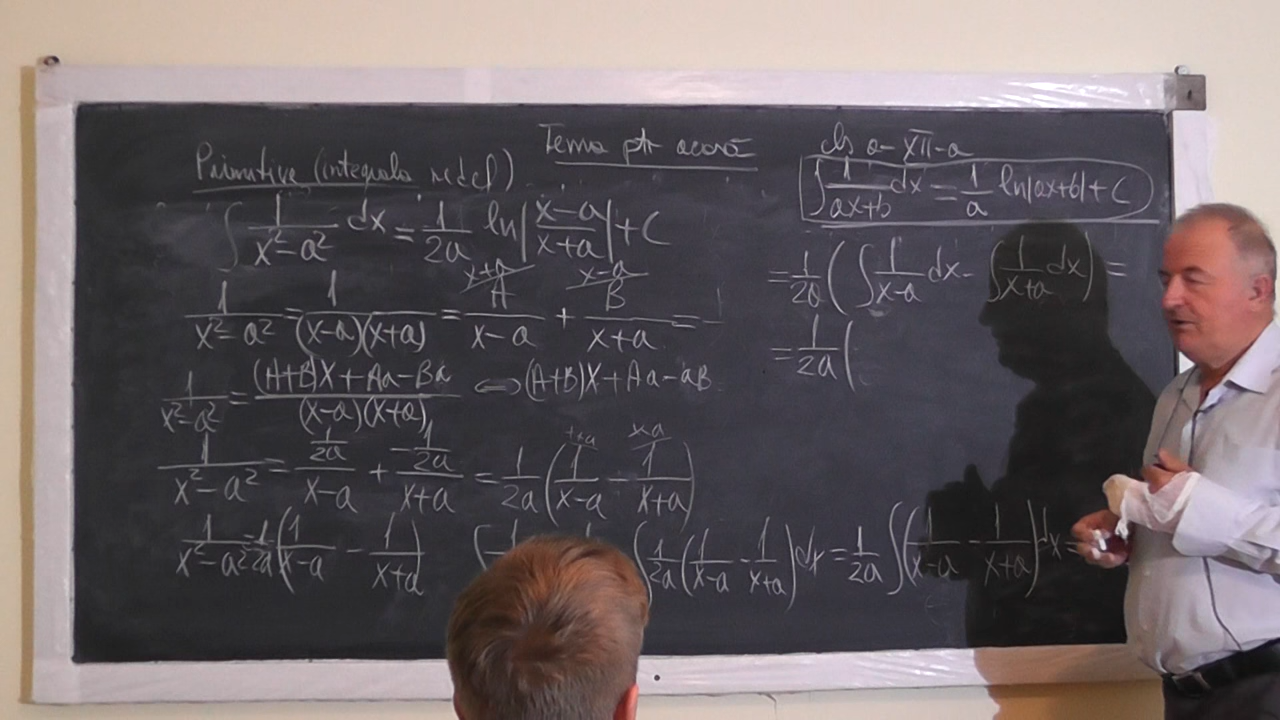 Tema ptr acasă
cls a- XII-a
Primitive (integrala nedef)
∫ 1/(x²-a²) dx = 1/2a ln|(x-a)/(x+a)| + C
1/(x²-a²) = 1/((x-a)(x+a)) = A/(x-a) + B/(x+a) =
1/(x²-a²) = ((A+B)X + Aa - Ba)/((x-a)(x+a)) ⟺ (A+B)X + Aa - aB
1/(x²-a²) = (1/2a)/(x-a) + (-1/2a)/(x+a) = 1/2a (1/(x-a) - 1/(x+a))
1/(x²-a²) = 1/2a (1/(x-a) - 1/(x+a))
∫ 1/2a (1/(x-a) - 1/(x+a)) dx = 1/2a ∫ (1/(x-a) - 1/(x+a)) dx =
∫ 1/(ax+b) dx = 1/a ln|ax+b| + C
= 1/2a (∫ 1/(x-a) dx - ∫ 1/(x+a) dx) =
= 1/2a (